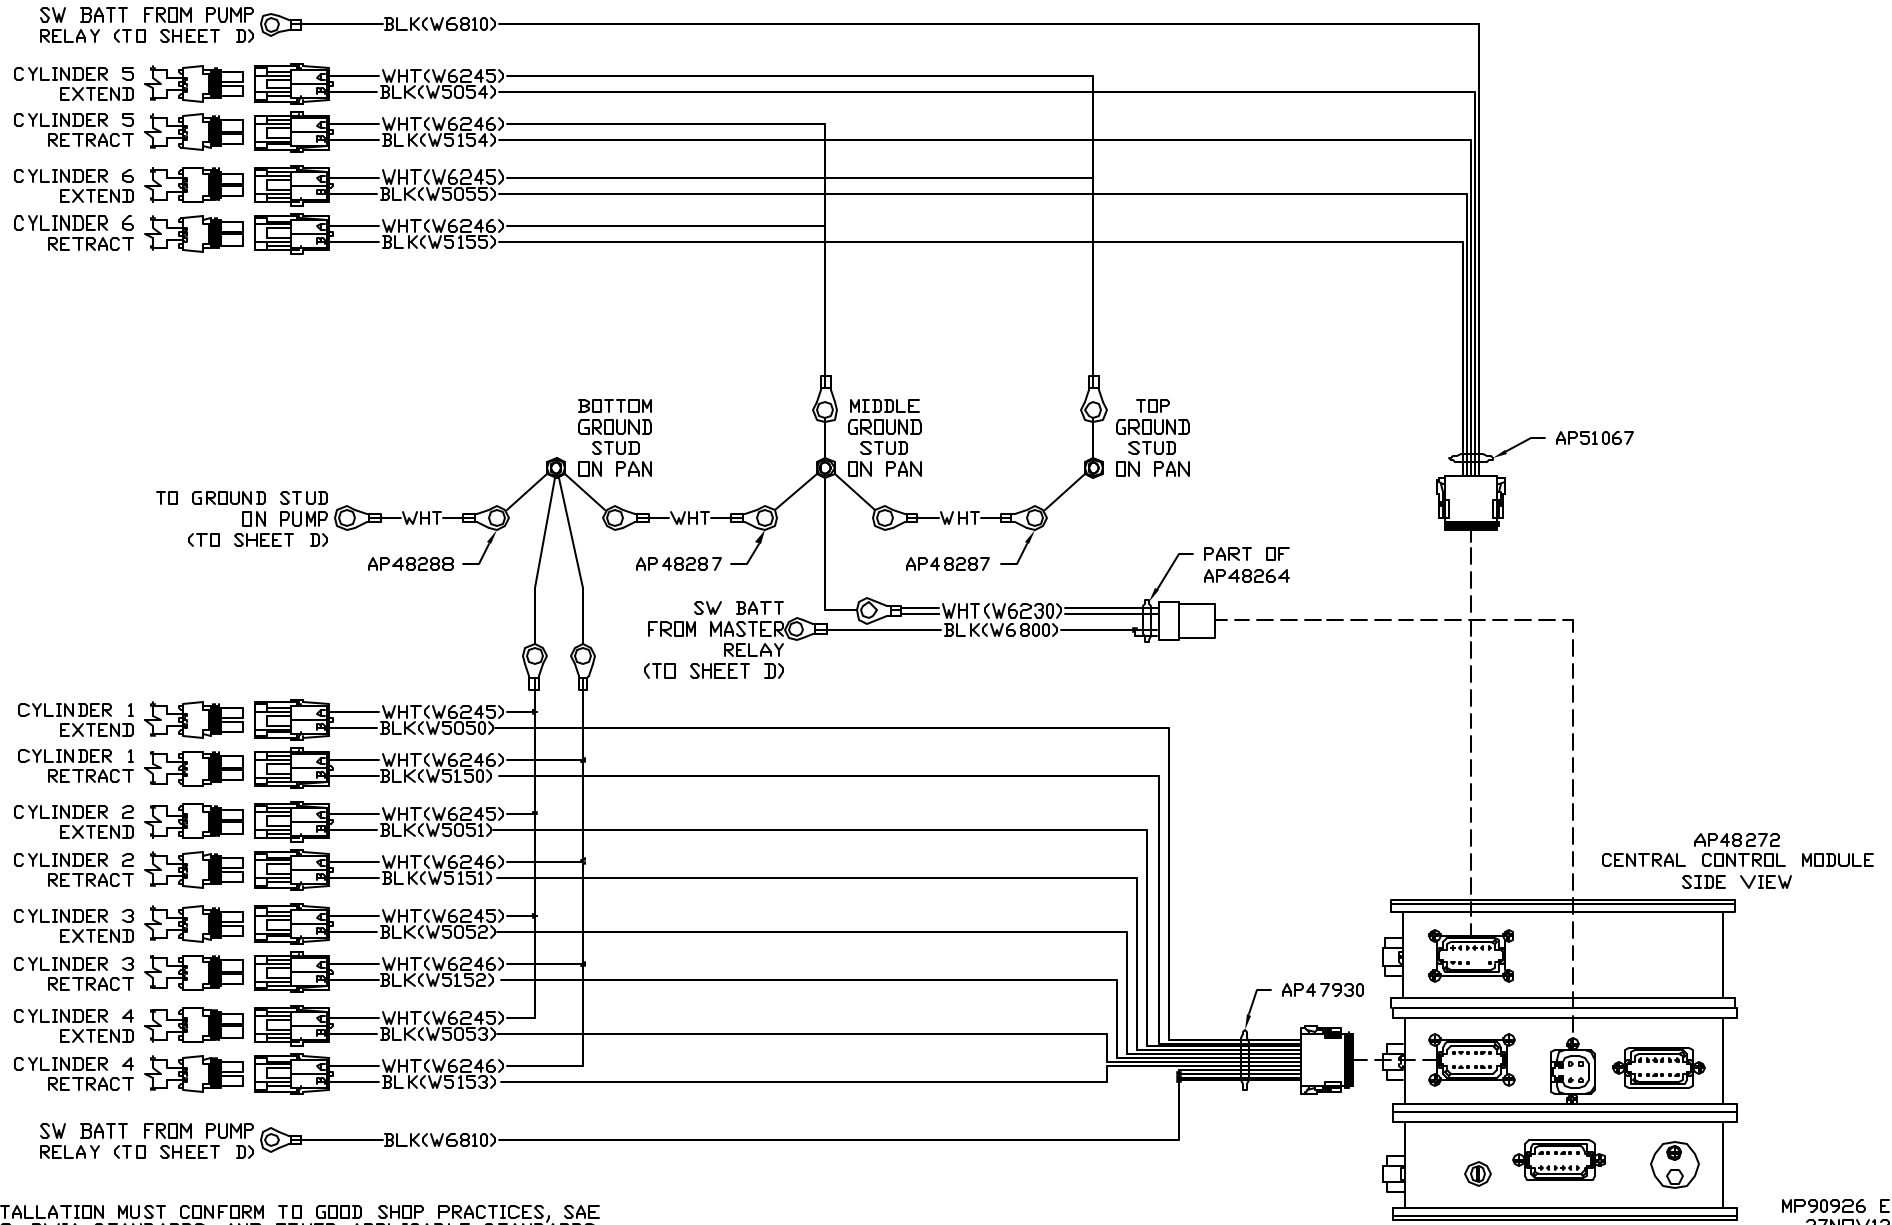 SW BATT FROM PUMP
RELAY (TO SHEET D)
BLK(W6810)
CYLINDER 5
EXTEND
WHT(W6245)
BLK(W5054)
CYLINDER 5
RETRACT
WHT(W6246)
BLK(W5154)
CYLINDER 6
EXTEND
WHT(W6245)
BLK(W5055)
CYLINDER 6
RETRACT
WHT(W6246)
BLK(W5155)
BOTTOM
GROUND
STUD
ON PAN
MIDDLE
GROUND
STUD
ON PAN
TOP
GROUND
STUD
ON PAN
AP51067
TO GROUND STUD
ON PUMP
(TO SHEET D)
WHT
WHT
WHT
AP48288
AP48287
AP48287
PART OF
AP48264
SW BATT
FROM MASTER
RELAY
(TO SHEET D)
WHT(W6230)
BLK(W6800)
CYLINDER 1
EXTEND
WHT(W6245)
BLK(W5050)
CYLINDER 1
RETRACT
WHT(W6246)
BLK(W5150)
CYLINDER 2
EXTEND
WHT(W6245)
BLK(W5051)
CYLINDER 2
RETRACT
WHT(W6246)
BLK(W5151)
CYLINDER 3
EXTEND
WHT(W6245)
BLK(W5052)
CYLINDER 3
RETRACT
WHT(W6246)
BLK(W5152)
CYLINDER 4
EXTEND
WHT(W6245)
BLK(W5053)
CYLINDER 4
RETRACT
WHT(W6246)
BLK(W5153)
AP48272
CENTRAL CONTROL MODULE
SIDE VIEW
AP47930
SW BATT FROM PUMP
RELAY (TO SHEET D)
BLK(W6810)
TALLATION MUST CONFORM TO GOOD SHOP PRACTICES, SAE
MP90926 E